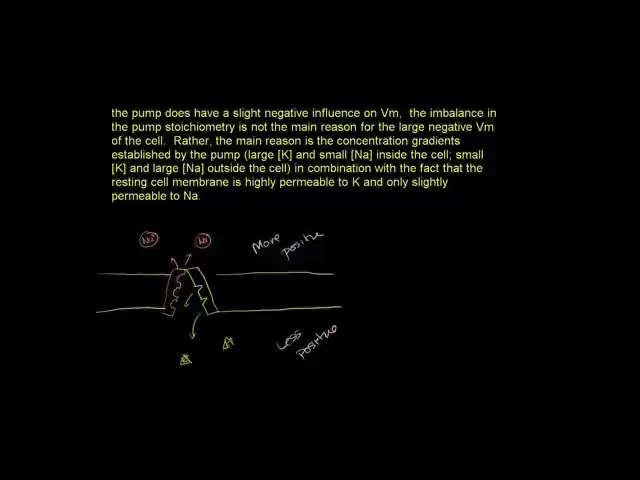 the pump does have a slight negative influence on Vm,  the imbalance in
the pump stoichiometry is not the main reason for the large negative Vm
of the cell.  Rather, the main reason is the concentration gradients
established by the pump (large [K] and small [Na] inside the cell; small
[K] and large [Na] outside the cell) in combination with the fact that the
resting cell membrane is highly permeable to K and only slightly
permeable to Na.
More
positive
Less
positive